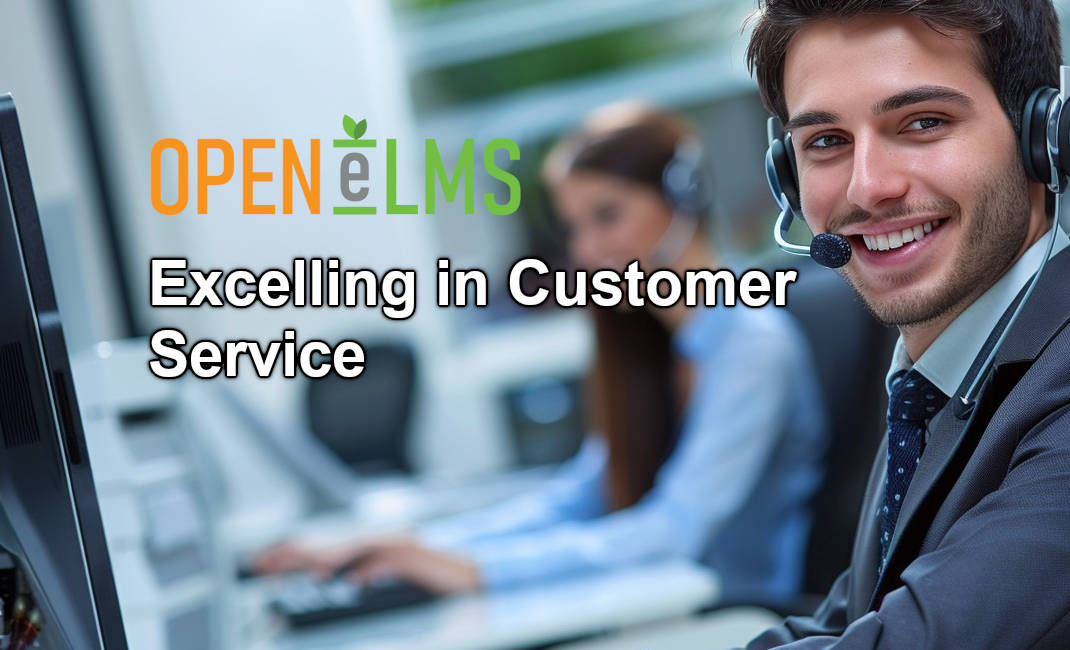 OPEN eLMS
Excelling in Customer
Service